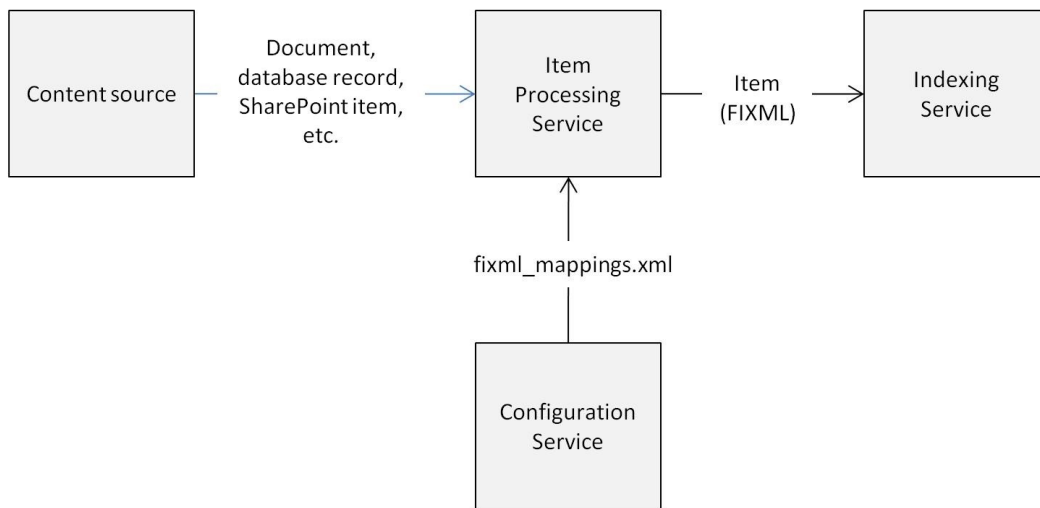 Content source
Document,
database record,
SharePoint item,
etc.
Item
Processing
Service
Item
(FIXML)
Indexing
Service
fixml_mappings.xml
Configuration
Service